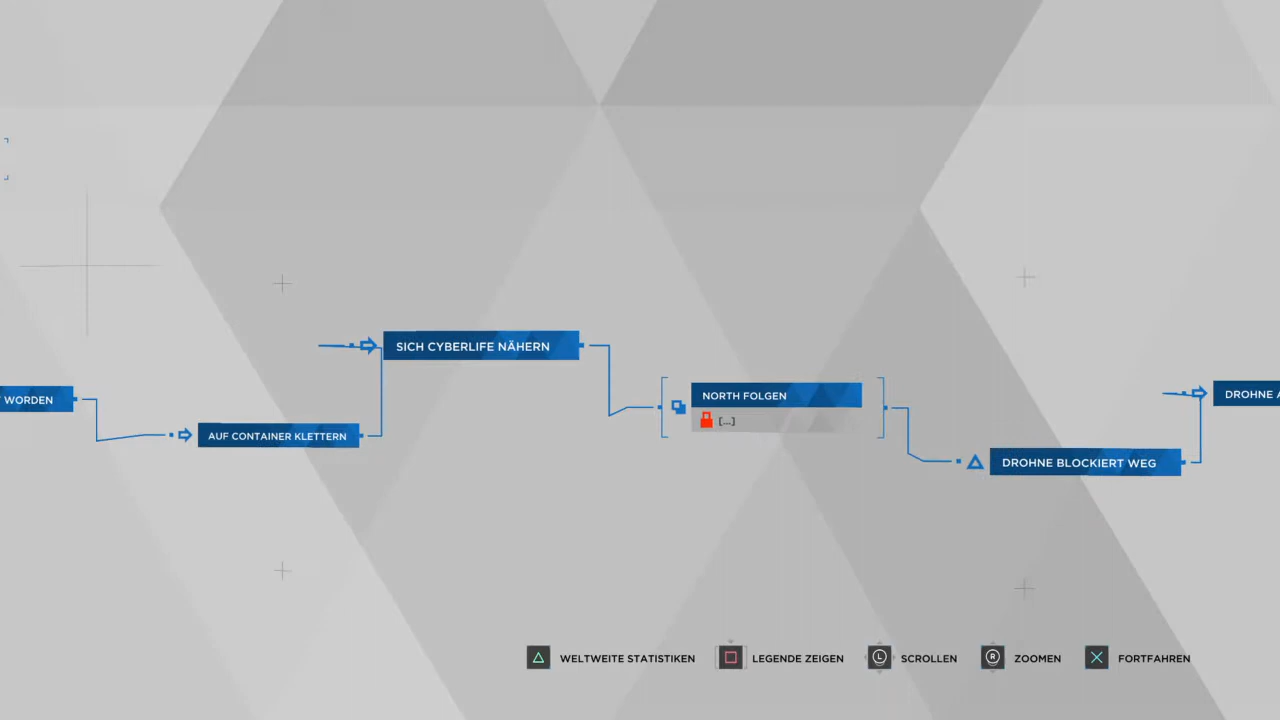 WORDEN
AUF CONTAINER KLETTERN
SICH CYBERLIFE NÄHERN
NORTH FOLGEN
[...]
DROHNE BLOCKIERT WEG
DROHNE
WELTWEITE STATISTIKEN
LEGENDE ZEIGEN
L
SCROLLEN
R
ZOOMEN
FORTFAHREN